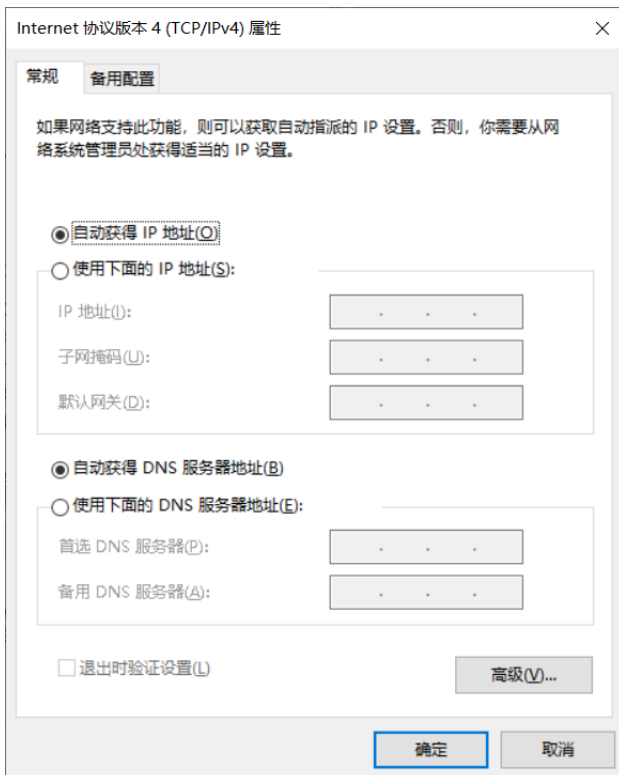 Internet 协议版本 4 (TCP/IPv4) 属性
常规
备用配置
如果网络支持此功能，则可以获取自动指派的 IP 设置。否则，你需要从网
络系统管理员处获得适当的 IP 设置。
自动获得 IP 地址(O)
使用下面的 IP 地址(S):
IP 地址(I):
子网掩码(U):
默认网关(D):
自动获得 DNS 服务器地址(B)
使用下面的 DNS 服务器地址(E):
首选 DNS 服务器(P):
备用 DNS 服务器(A):
退出时验证设置(L)
高级(V)...
确定
取消